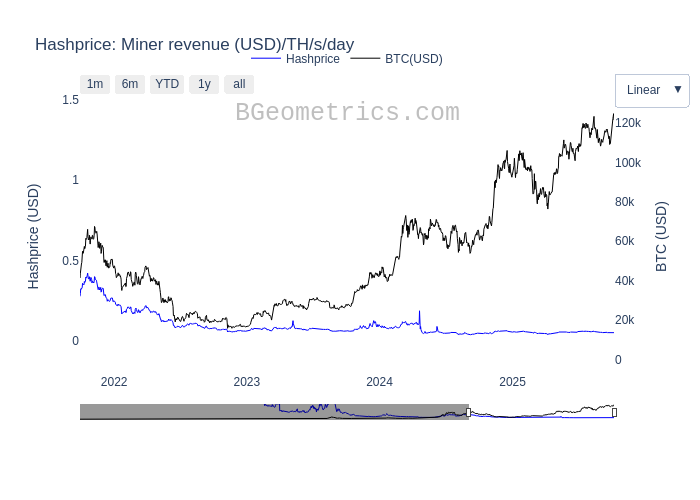 Hashprice: Miner revenue (USD)/TH/s/day
Hashprice BTC(USD)
1m 6m YTD 1y all
Linear ▼
BGeometrics.com
1.5
1
0.5
0
Hashprice (USD)
120k
100k
80k
60k
40k
20k
0
BTC (USD)
2022 2023 2024 2025